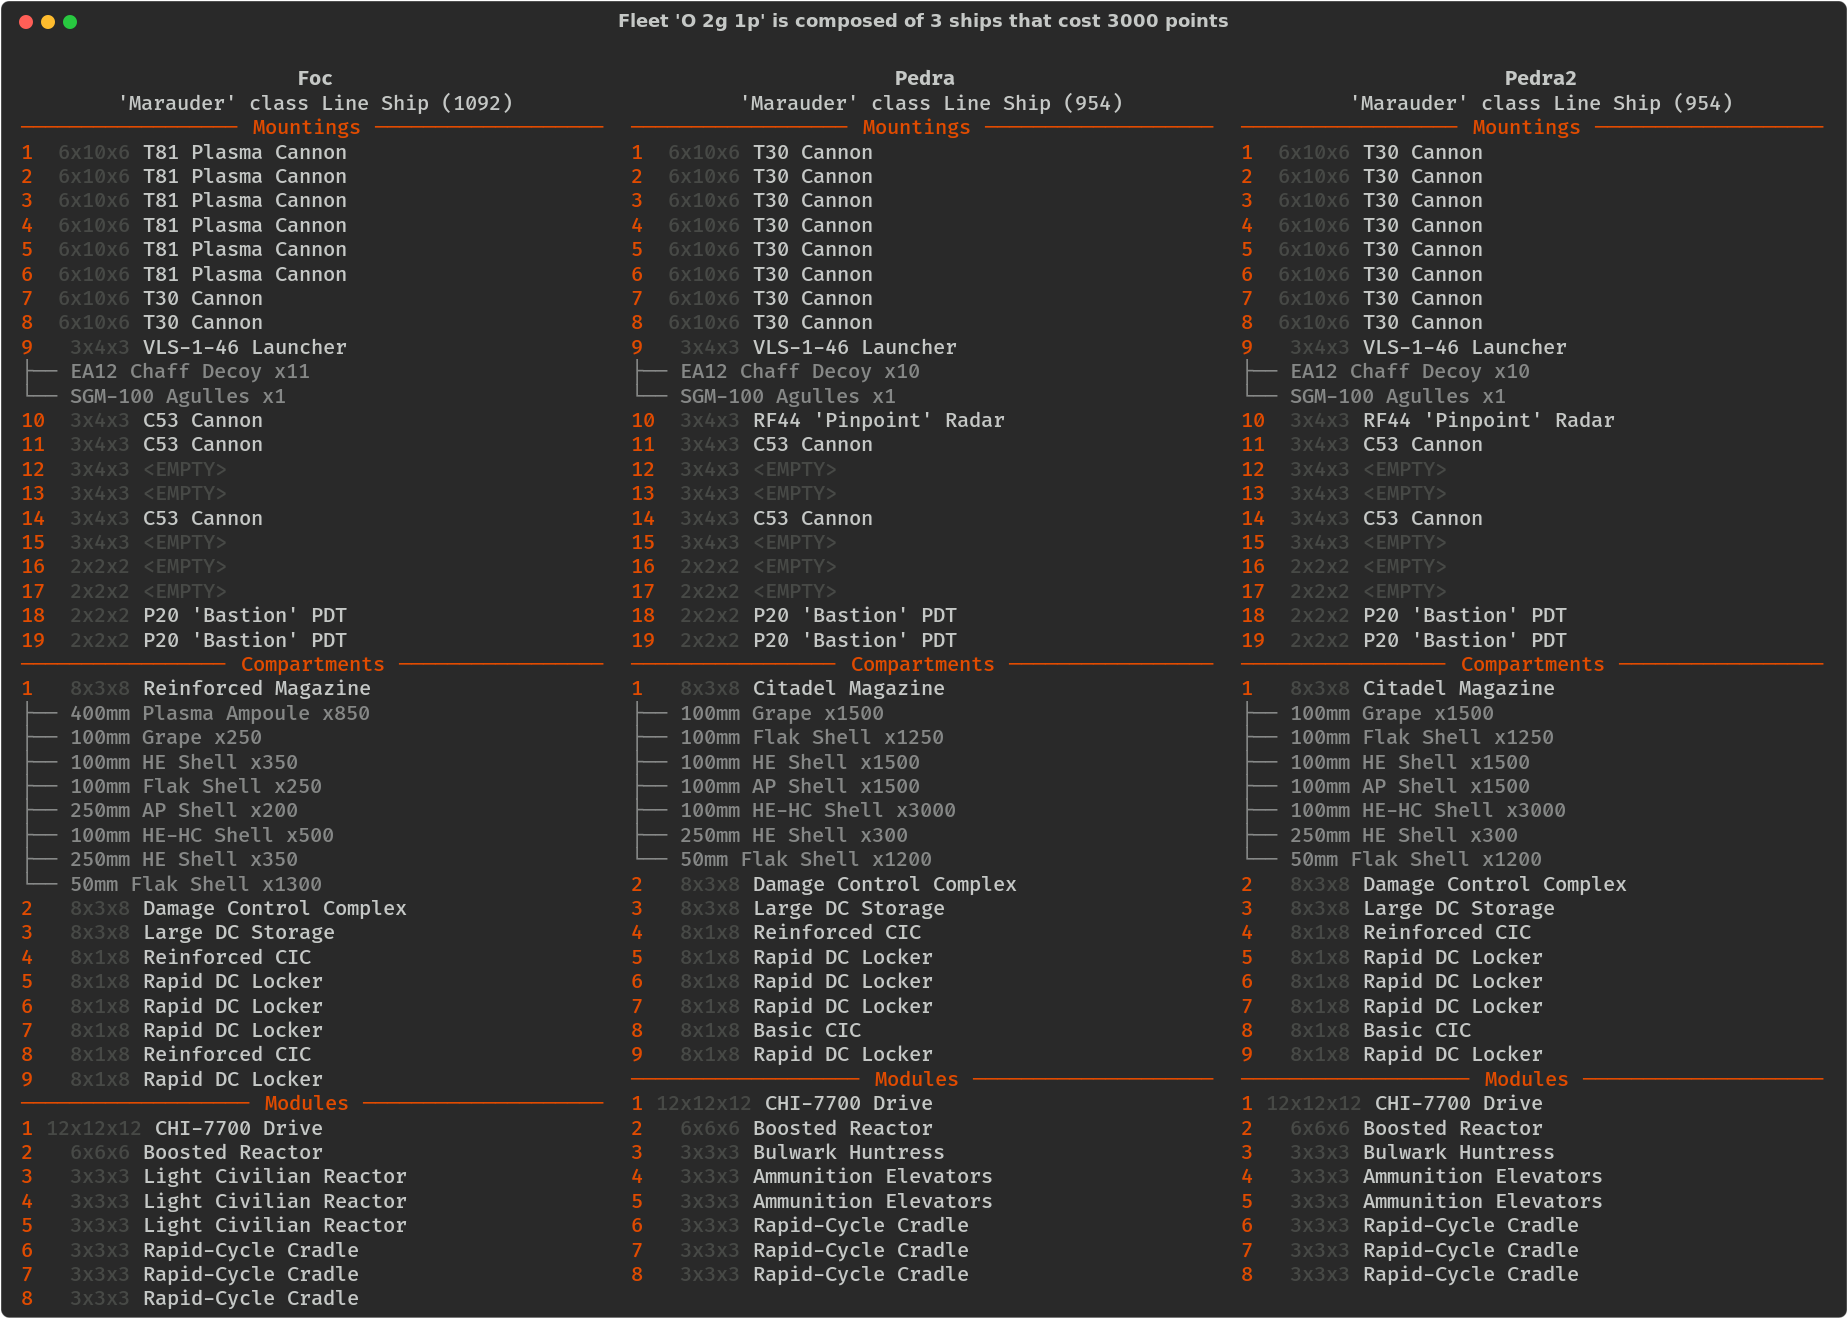 Fleet 'O 2g 1p' is composed of 3 ships that cost 3000 points
Foc
'Marauder' class Line Ship (1092)
Mountings
1 6x10x6 T81 Plasma Cannon
2 6x10x6 T81 Plasma Cannon
3 6x10x6 T81 Plasma Cannon
4 6x10x6 T81 Plasma Cannon
5 6x10x6 T81 Plasma Cannon
6 6x10x6 T81 Plasma Cannon
7 6x10x6 T30 Cannon
8 6x10x6 T30 Cannon
9 3x4x3 VLS-1-46 Launcher
EA12 Chaff Decoy x11
SGM-100 Agulles x1
10 3x4x3 C53 Cannon
11 3x4x3 C53 Cannon
12 3x4x3 <EMPTY>
13 3x4x3 <EMPTY>
14 3x4x3 C53 Cannon
15 3x4x3 <EMPTY>
16 2x2x2 <EMPTY>
17 2x2x2 <EMPTY>
18 2x2x2 P20 'Bastion' PDT
19 2x2x2 P20 'Bastion' PDT
Compartments
1 8x3x8 Reinforced Magazine
400mm Plasma Ampoule x850
100mm Grape x250
100mm HE Shell x350
100mm Flak Shell x250
250mm AP Shell x200
100mm HE-HC Shell x500
250mm HE Shell x350
50mm Flak Shell x1300
2 8x3x8 Damage Control Complex
3 8x3x8 Large DC Storage
4 8x1x8 Reinforced CIC
5 8x1x8 Rapid DC Locker
6 8x1x8 Rapid DC Locker
7 8x1x8 Rapid DC Locker
8 8x1x8 Reinforced CIC
9 8x1x8 Rapid DC Locker
Modules
1 12x12x12 CHI-7700 Drive
2 6x6x6 Boosted Reactor
3 3x3x3 Light Civilian Reactor
4 3x3x3 Light Civilian Reactor
5 3x3x3 Light Civilian Reactor
6 3x3x3 Rapid-Cycle Cradle
7 3x3x3 Rapid-Cycle Cradle
8 3x3x3 Rapid-Cycle Cradle
Pedra
'Marauder' class Line Ship (954)
Mountings
1 6x10x6 T30 Cannon
2 6x10x6 T30 Cannon
3 6x10x6 T30 Cannon
4 6x10x6 T30 Cannon
5 6x10x6 T30 Cannon
6 6x10x6 T30 Cannon
7 6x10x6 T30 Cannon
8 6x10x6 T30 Cannon
9 3x4x3 VLS-1-46 Launcher
EA12 Chaff Decoy x10
SGM-100 Agulles x1
10 3x4x3 RF44 'Pinpoint' Radar
11 3x4x3 C53 Cannon
12 3x4x3 <EMPTY>
13 3x4x3 <EMPTY>
14 3x4x3 C53 Cannon
15 3x4x3 <EMPTY>
16 2x2x2 <EMPTY>
17 2x2x2 <EMPTY>
18 2x2x2 P20 'Bastion' PDT
19 2x2x2 P20 'Bastion' PDT
Compartments
1 8x3x8 Citadel Magazine
100mm Grape x1500
100mm Flak Shell x1250
100mm HE Shell x1500
100mm AP Shell x1500
100mm HE-HC Shell x3000
250mm HE Shell x300
50mm Flak Shell x1200
2 8x3x8 Damage Control Complex
3 8x3x8 Large DC Storage
4 8x1x8 Reinforced CIC
5 8x1x8 Rapid DC Locker
6 8x1x8 Rapid DC Locker
7 8x1x8 Rapid DC Locker
8 8x1x8 Basic CIC
9 8x1x8 Rapid DC Locker
Modules
1 12x12x12 CHI-7700 Drive
2 6x6x6 Boosted Reactor
3 3x3x3 Bulwark Huntress
4 3x3x3 Ammunition Elevators
5 3x3x3 Ammunition Elevators
6 3x3x3 Rapid-Cycle Cradle
7 3x3x3 Rapid-Cycle Cradle
8 3x3x3 Rapid-Cycle Cradle
Pedra2
'Marauder' class Line Ship (954)
Mountings
1 6x10x6 T30 Cannon
2 6x10x6 T30 Cannon
3 6x10x6 T30 Cannon
4 6x10x6 T30 Cannon
5 6x10x6 T30 Cannon
6 6x10x6 T30 Cannon
7 6x10x6 T30 Cannon
8 6x10x6 T30 Cannon
9 3x4x3 VLS-1-46 Launcher
EA12 Chaff Decoy x10
SGM-100 Agulles x1
10 3x4x3 RF44 'Pinpoint' Radar
11 3x4x3 C53 Cannon
12 3x4x3 <EMPTY>
13 3x4x3 <EMPTY>
14 3x4x3 C53 Cannon
15 3x4x3 <EMPTY>
16 2x2x2 <EMPTY>
17 2x2x2 <EMPTY>
18 2x2x2 P20 'Bastion' PDT
19 2x2x2 P20 'Bastion' PDT
Compartments
1 8x3x8 Citadel Magazine
100mm Grape x1500
100mm Flak Shell x1250
100mm HE Shell x1500
100mm AP Shell x1500
100mm HE-HC Shell x3000
250mm HE Shell x300
50mm Flak Shell x1200
2 8x3x8 Damage Control Complex
3 8x3x8 Large DC Storage
4 8x1x8 Reinforced CIC
5 8x1x8 Rapid DC Locker
6 8x1x8 Rapid DC Locker
7 8x1x8 Rapid DC Locker
8 8x1x8 Basic CIC
9 8x1x8 Rapid DC Locker
Modules
1 12x12x12 CHI-7700 Drive
2 6x6x6 Boosted Reactor
3 3x3x3 Bulwark Huntress
4 3x3x3 Ammunition Elevators
5 3x3x3 Ammunition Elevators
6 3x3x3 Rapid-Cycle Cradle
7 3x3x3 Rapid-Cycle Cradle
8 3x3x3 Rapid-Cycle Cradle